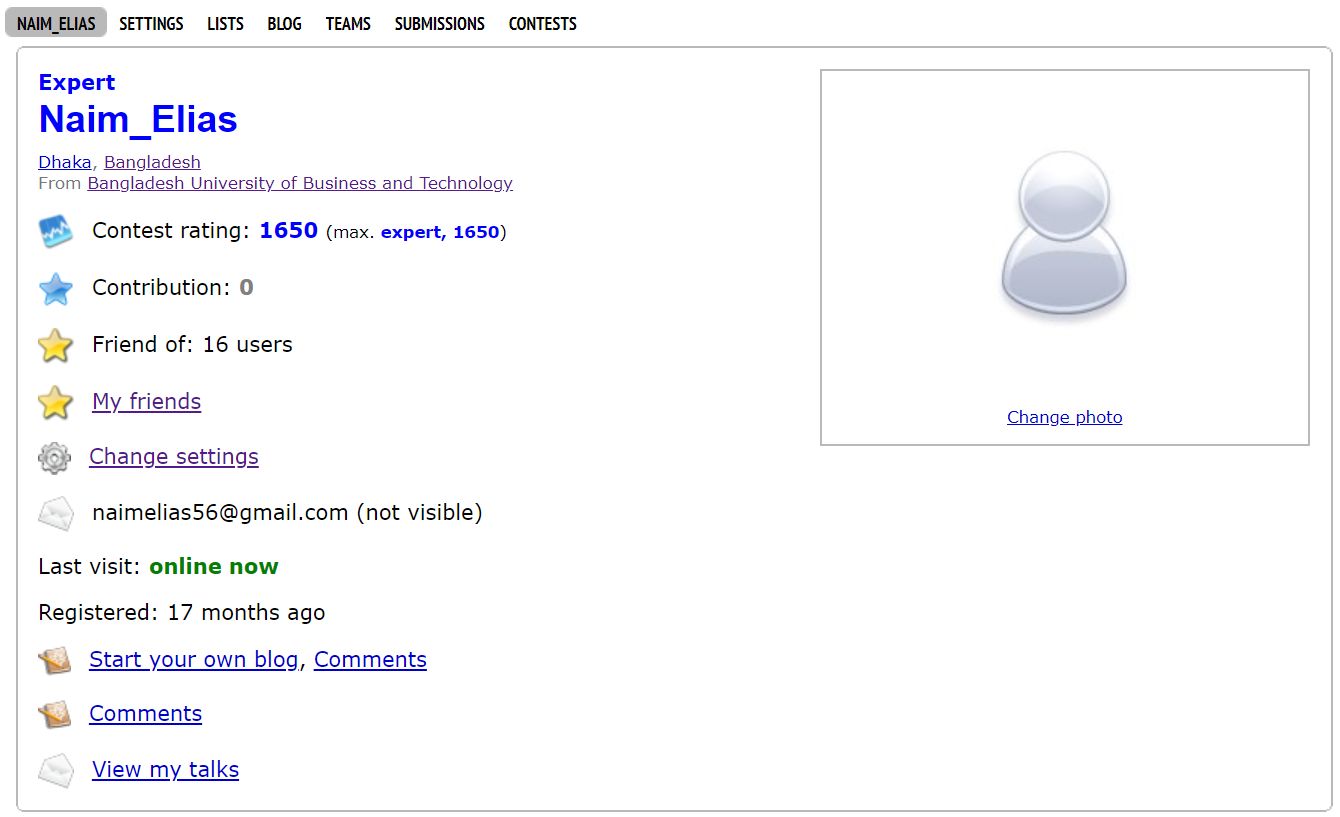 NAIM_ELIAS SETTINGS LISTS BLOG TEAMS SUBMISSIONS CONTESTS
Expert
Naim_Elias
Dhaka, Bangladesh
From Bangladesh University of Business and Technology
Contest rating: 1650 (max. expert, 1650)
Contribution: 0
Friend of: 16 users
My friends
Change settings
naimelias56@gmail.com (not visible)
Last visit: online now
Registered: 17 months ago
Start your own blog, Comments
Comments
View my talks
Change photo